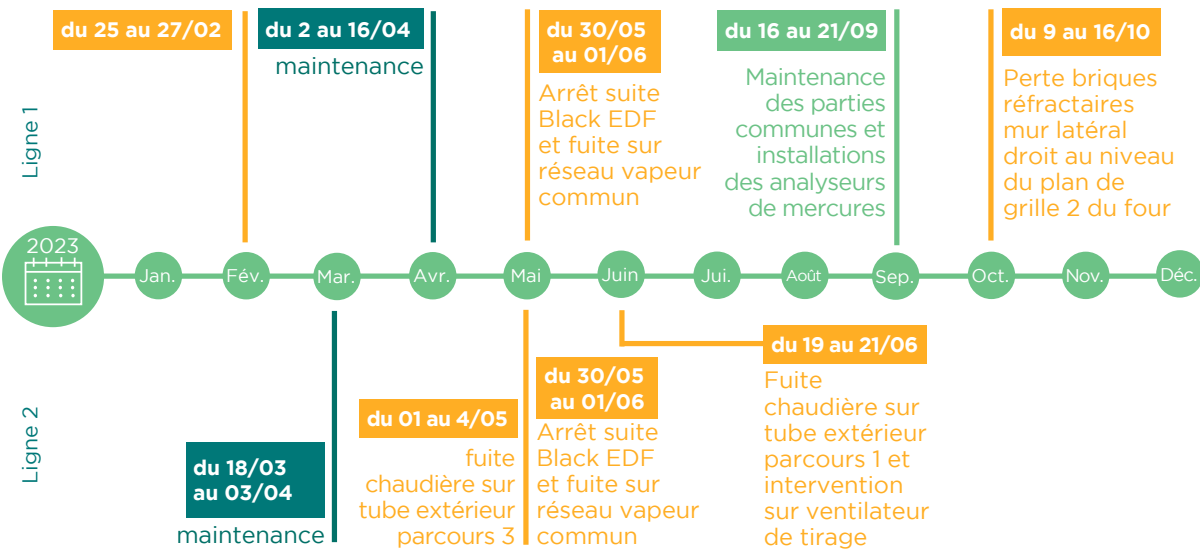 Ligne 1
du 25 au 27/02
du 2 au 16/04
maintenance
du 30/05
au 01/06
Arrêt suite
Black EDF
et fuite sur
réseau vapeur
commun
du 16 au 21/09
Maintenance
des parties
communes et
installations
des analyseurs
de mercures
du 9 au 16/10
Perte briques
réfractaires
mur latéral
droit au niveau
du plan de
grille 2 du four
2023
Jan.
Fév.
Mar.
Avr.
Mai
Juin
Jui.
Août
Sep.
Oct.
Nov.
Déc.
Ligne 2
du 18/03
au 03/04
maintenance
du 01 au 4/05
fuite
chaudière sur
tube extérieur
parcours 3
du 30/05
au 01/06
Arrêt suite
Black EDF
et fuite sur
réseau vapeur
commun
du 19 au 21/06
Fuite
chaudière sur
tube extérieur
parcours 1 et
intervention
sur ventilateur
de tirage